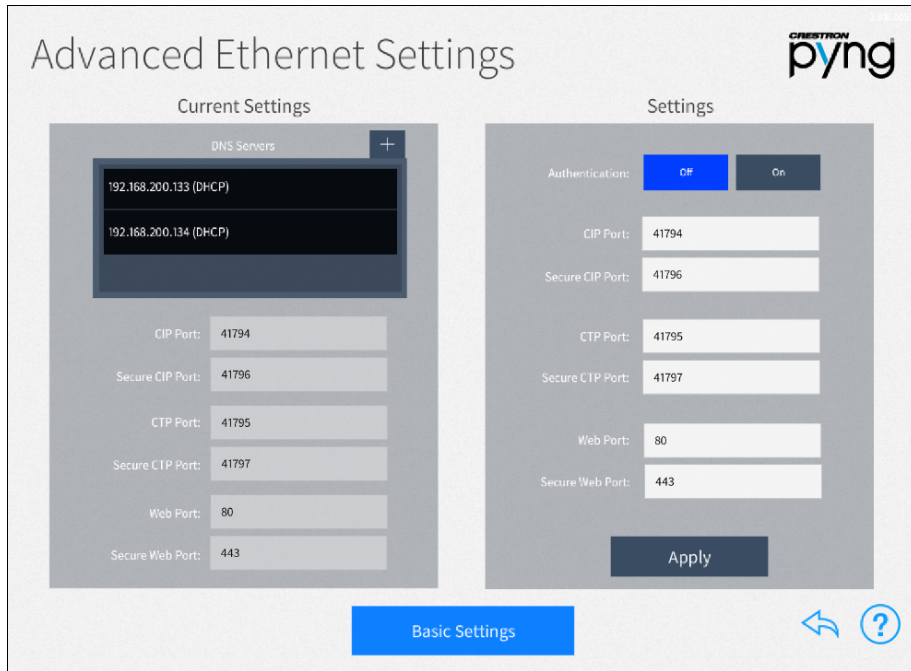 Advanced Ethernet Settings
CRESTRON
pyng
Current Settings
DNS Servers
+
192.168.200.133 (DHCP)
192.168.200.134 (DHCP)
CIP Port: 41794
Secure CIP Port: 41796
CTP Port: 41795
Secure CTP Port: 41797
Web Port: 80
Secure Web Port: 443
Settings
Authentication: Off On
CIP Port: 41794
Secure CIP Port: 41796
CTP Port: 41795
Secure CTP Port: 41797
Web Port: 80
Secure Web Port: 443
Apply
Basic Settings
?